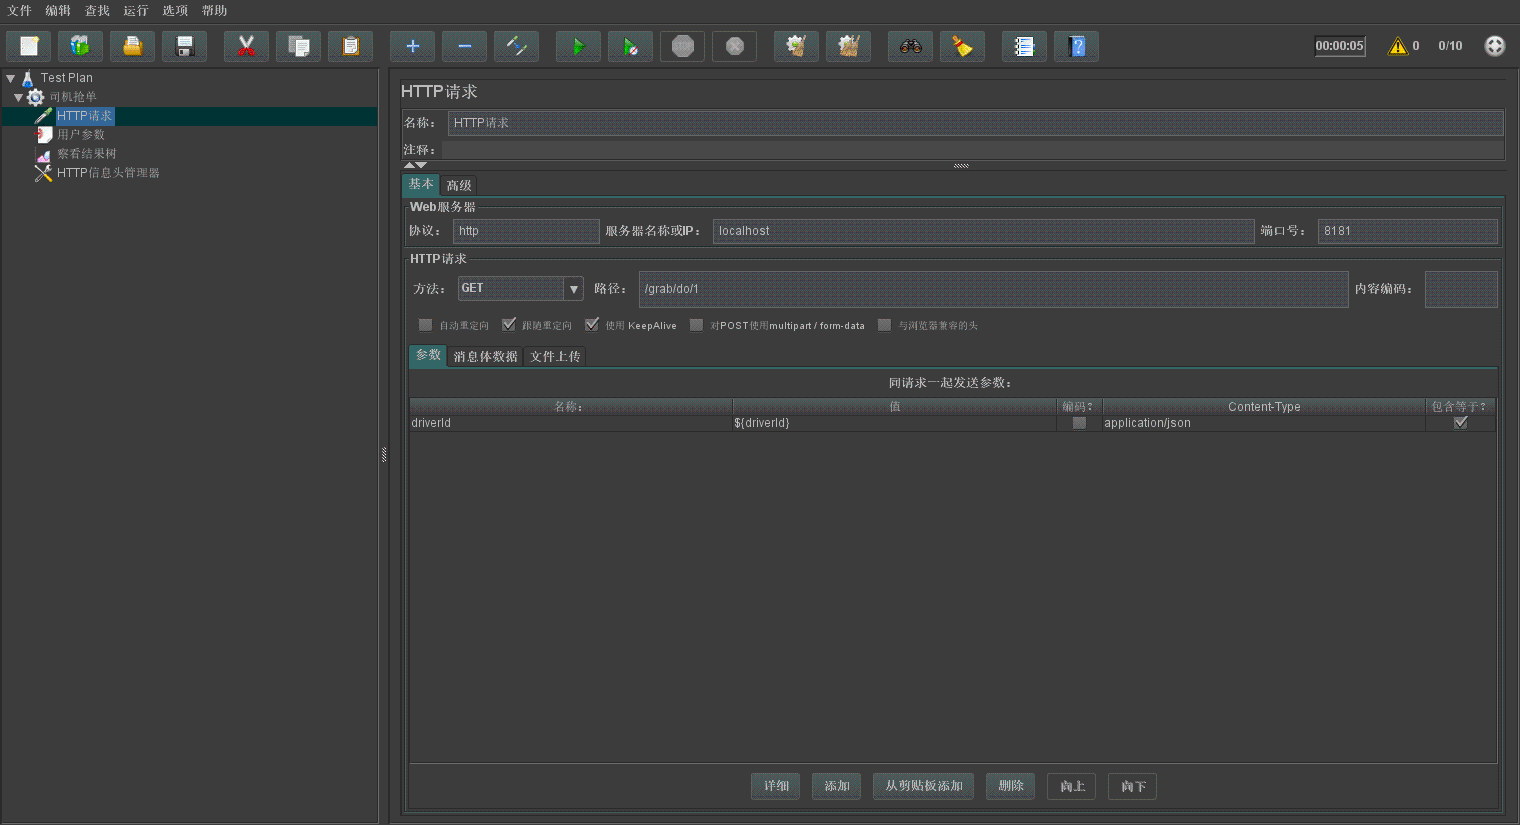 文件 编辑 查找 运行 选项 帮助
00:00:05 0 0/10
Test Plan
司机抢单
HTTP请求
用户参数
察看结果树
HTTP信息头管理器
HTTP请求
名称： HTTP请求
注释：
基本 高级
Web服务器
协议： http 服务器名称或IP： localhost 端口号： 8181
HTTP请求
方法： GET 路径： /grab/do/1 内容编码：
自动重定向 跟随重定向 使用 KeepAlive 对POST使用multipart / form-data 与浏览器兼容的头
参数 消息体数据 文件上传
同请求一起发送参数：
名称： 值 编码？ Content-Type 包含等于？
driverId ${driverId} application/json
详细 添加 从剪贴板添加 删除 向上 向下